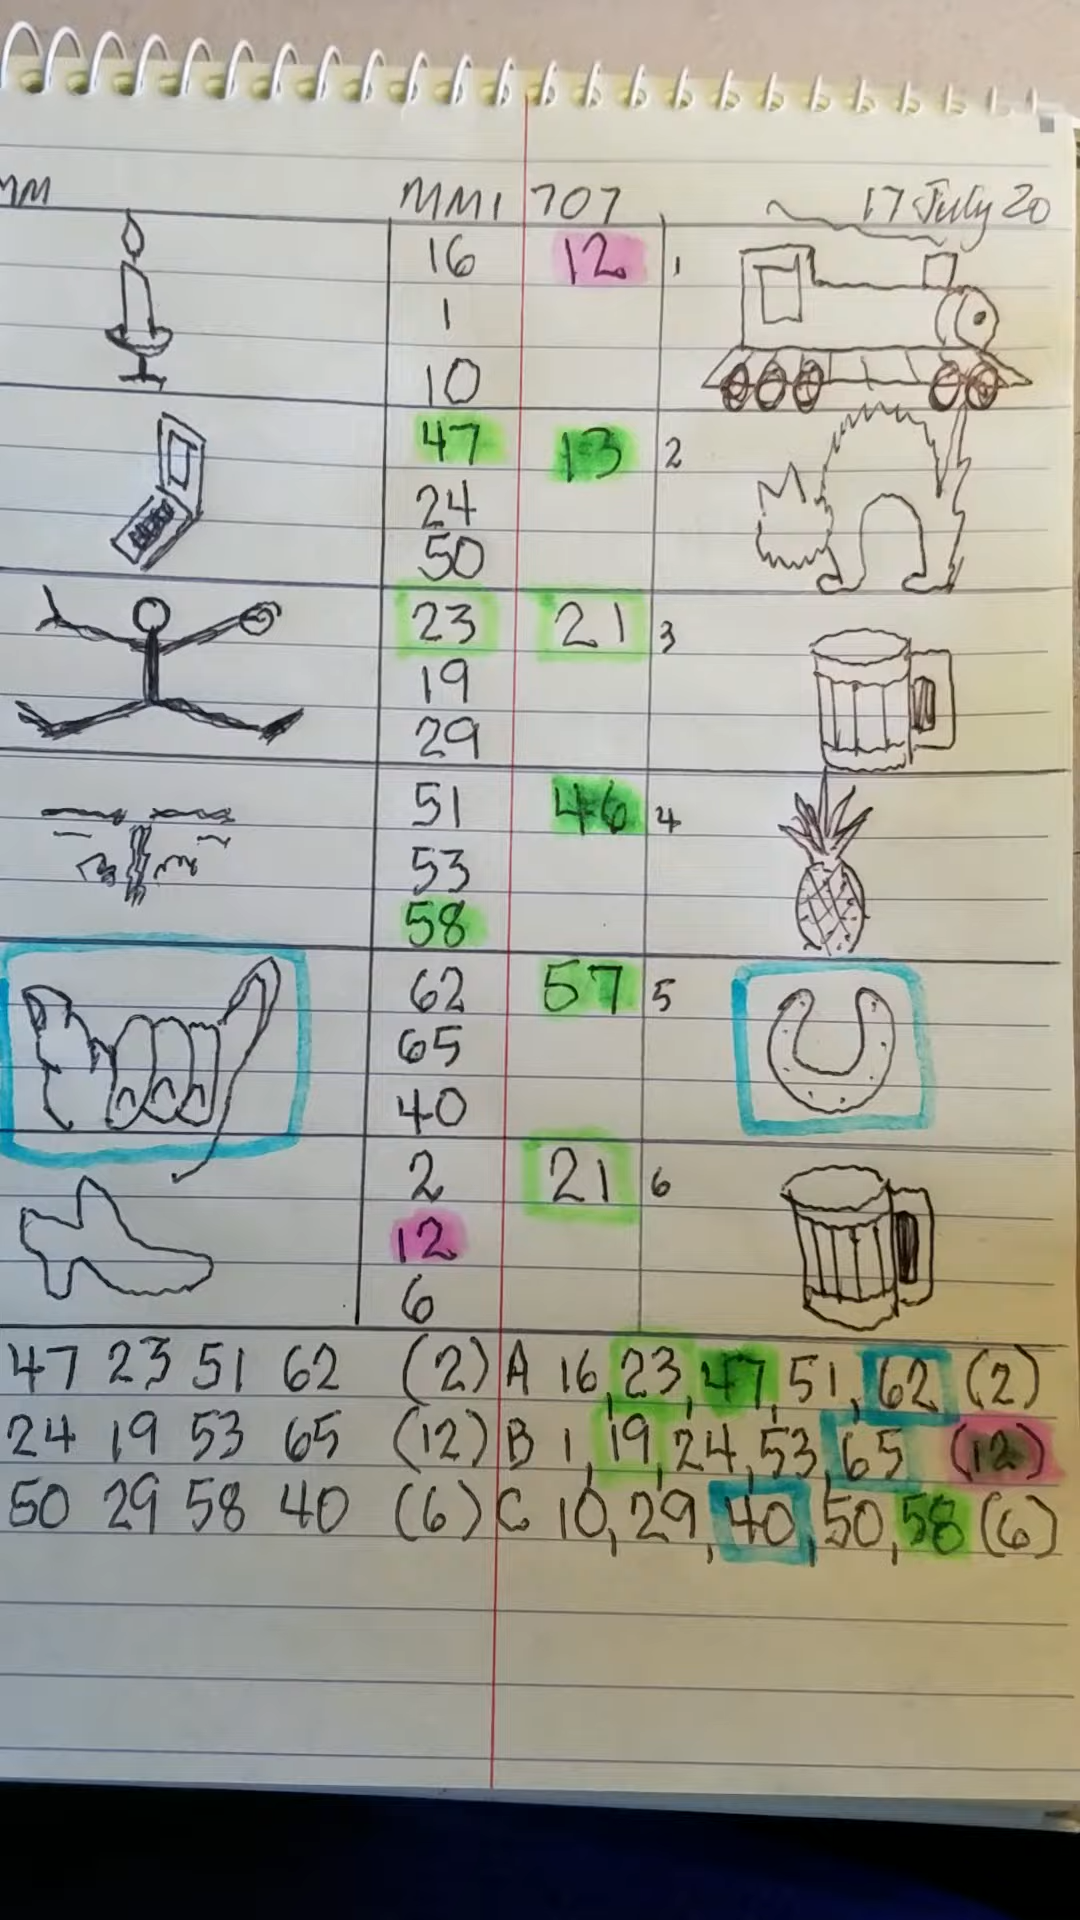 MM MM1 707 17 July 20
16 12 1
1
10
47 13 2
24
50
23 21 3
19
29
51 46 4
53
58
62 57 5
65
40
2 21 6
12
6
47 23 51 62 (2) A 16, 23, 47, 51, 62 (2)
24 19 53 65 (12) B 1, 19, 24, 53, 65 (12)
50 29 58 40 (6) C 10, 29, 40, 50, 58 (6)